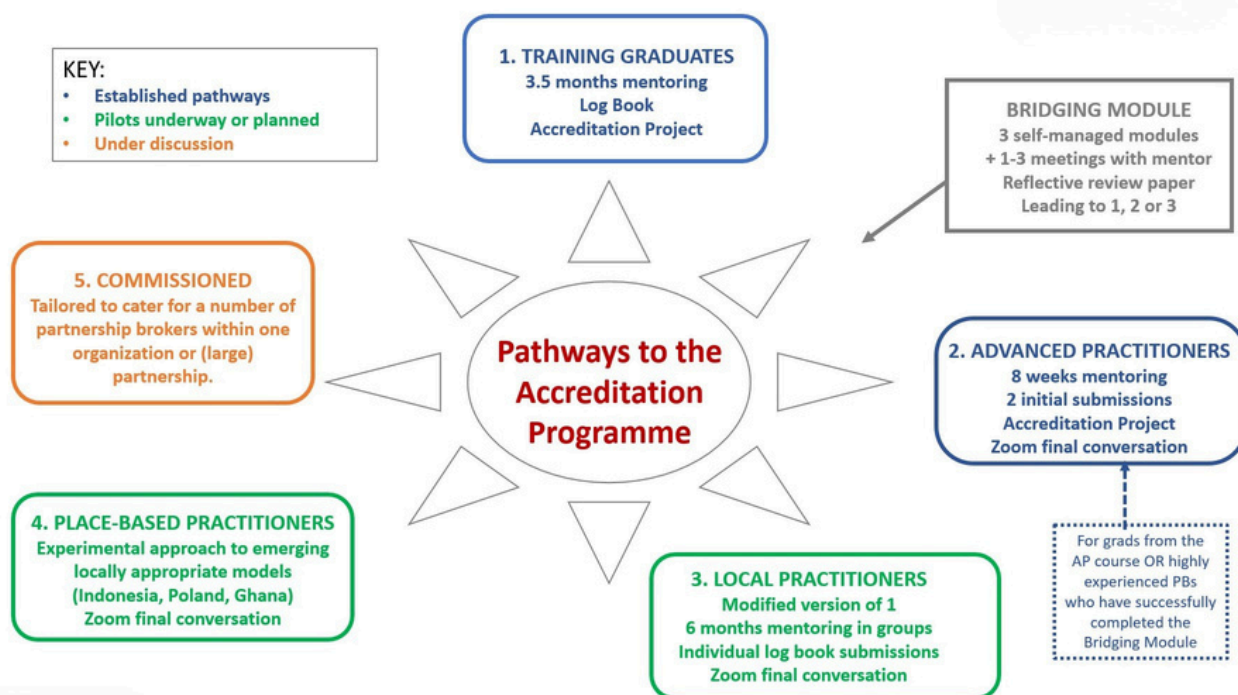 KEY:
• Established pathways
• Pilots underway or planned
• Under discussion
1. TRAINING GRADUATES
3.5 months mentoring
Log Book
Accreditation Project
BRIDGING MODULE
3 self-managed modules
+ 1-3 meetings with mentor
Reflective review paper
Leading to 1, 2 or 3
Pathways to the
Accreditation
Programme
2. ADVANCED PRACTITIONERS
8 weeks mentoring
2 initial submissions
Accreditation Project
Zoom final conversation
For grads from the
AP course OR highly
experienced PBs
who have successfully
completed the
Bridging Module
3. LOCAL PRACTITIONERS
Modified version of 1
6 months mentoring in groups
Individual log book submissions
Zoom final conversation
4. PLACE-BASED PRACTITIONERS
Experimental approach to emerging
locally appropriate models
(Indonesia, Poland, Ghana)
Zoom final conversation
5. COMMISSIONED
Tailored to cater for a number of
partnership brokers within one
organization or (large)
partnership.